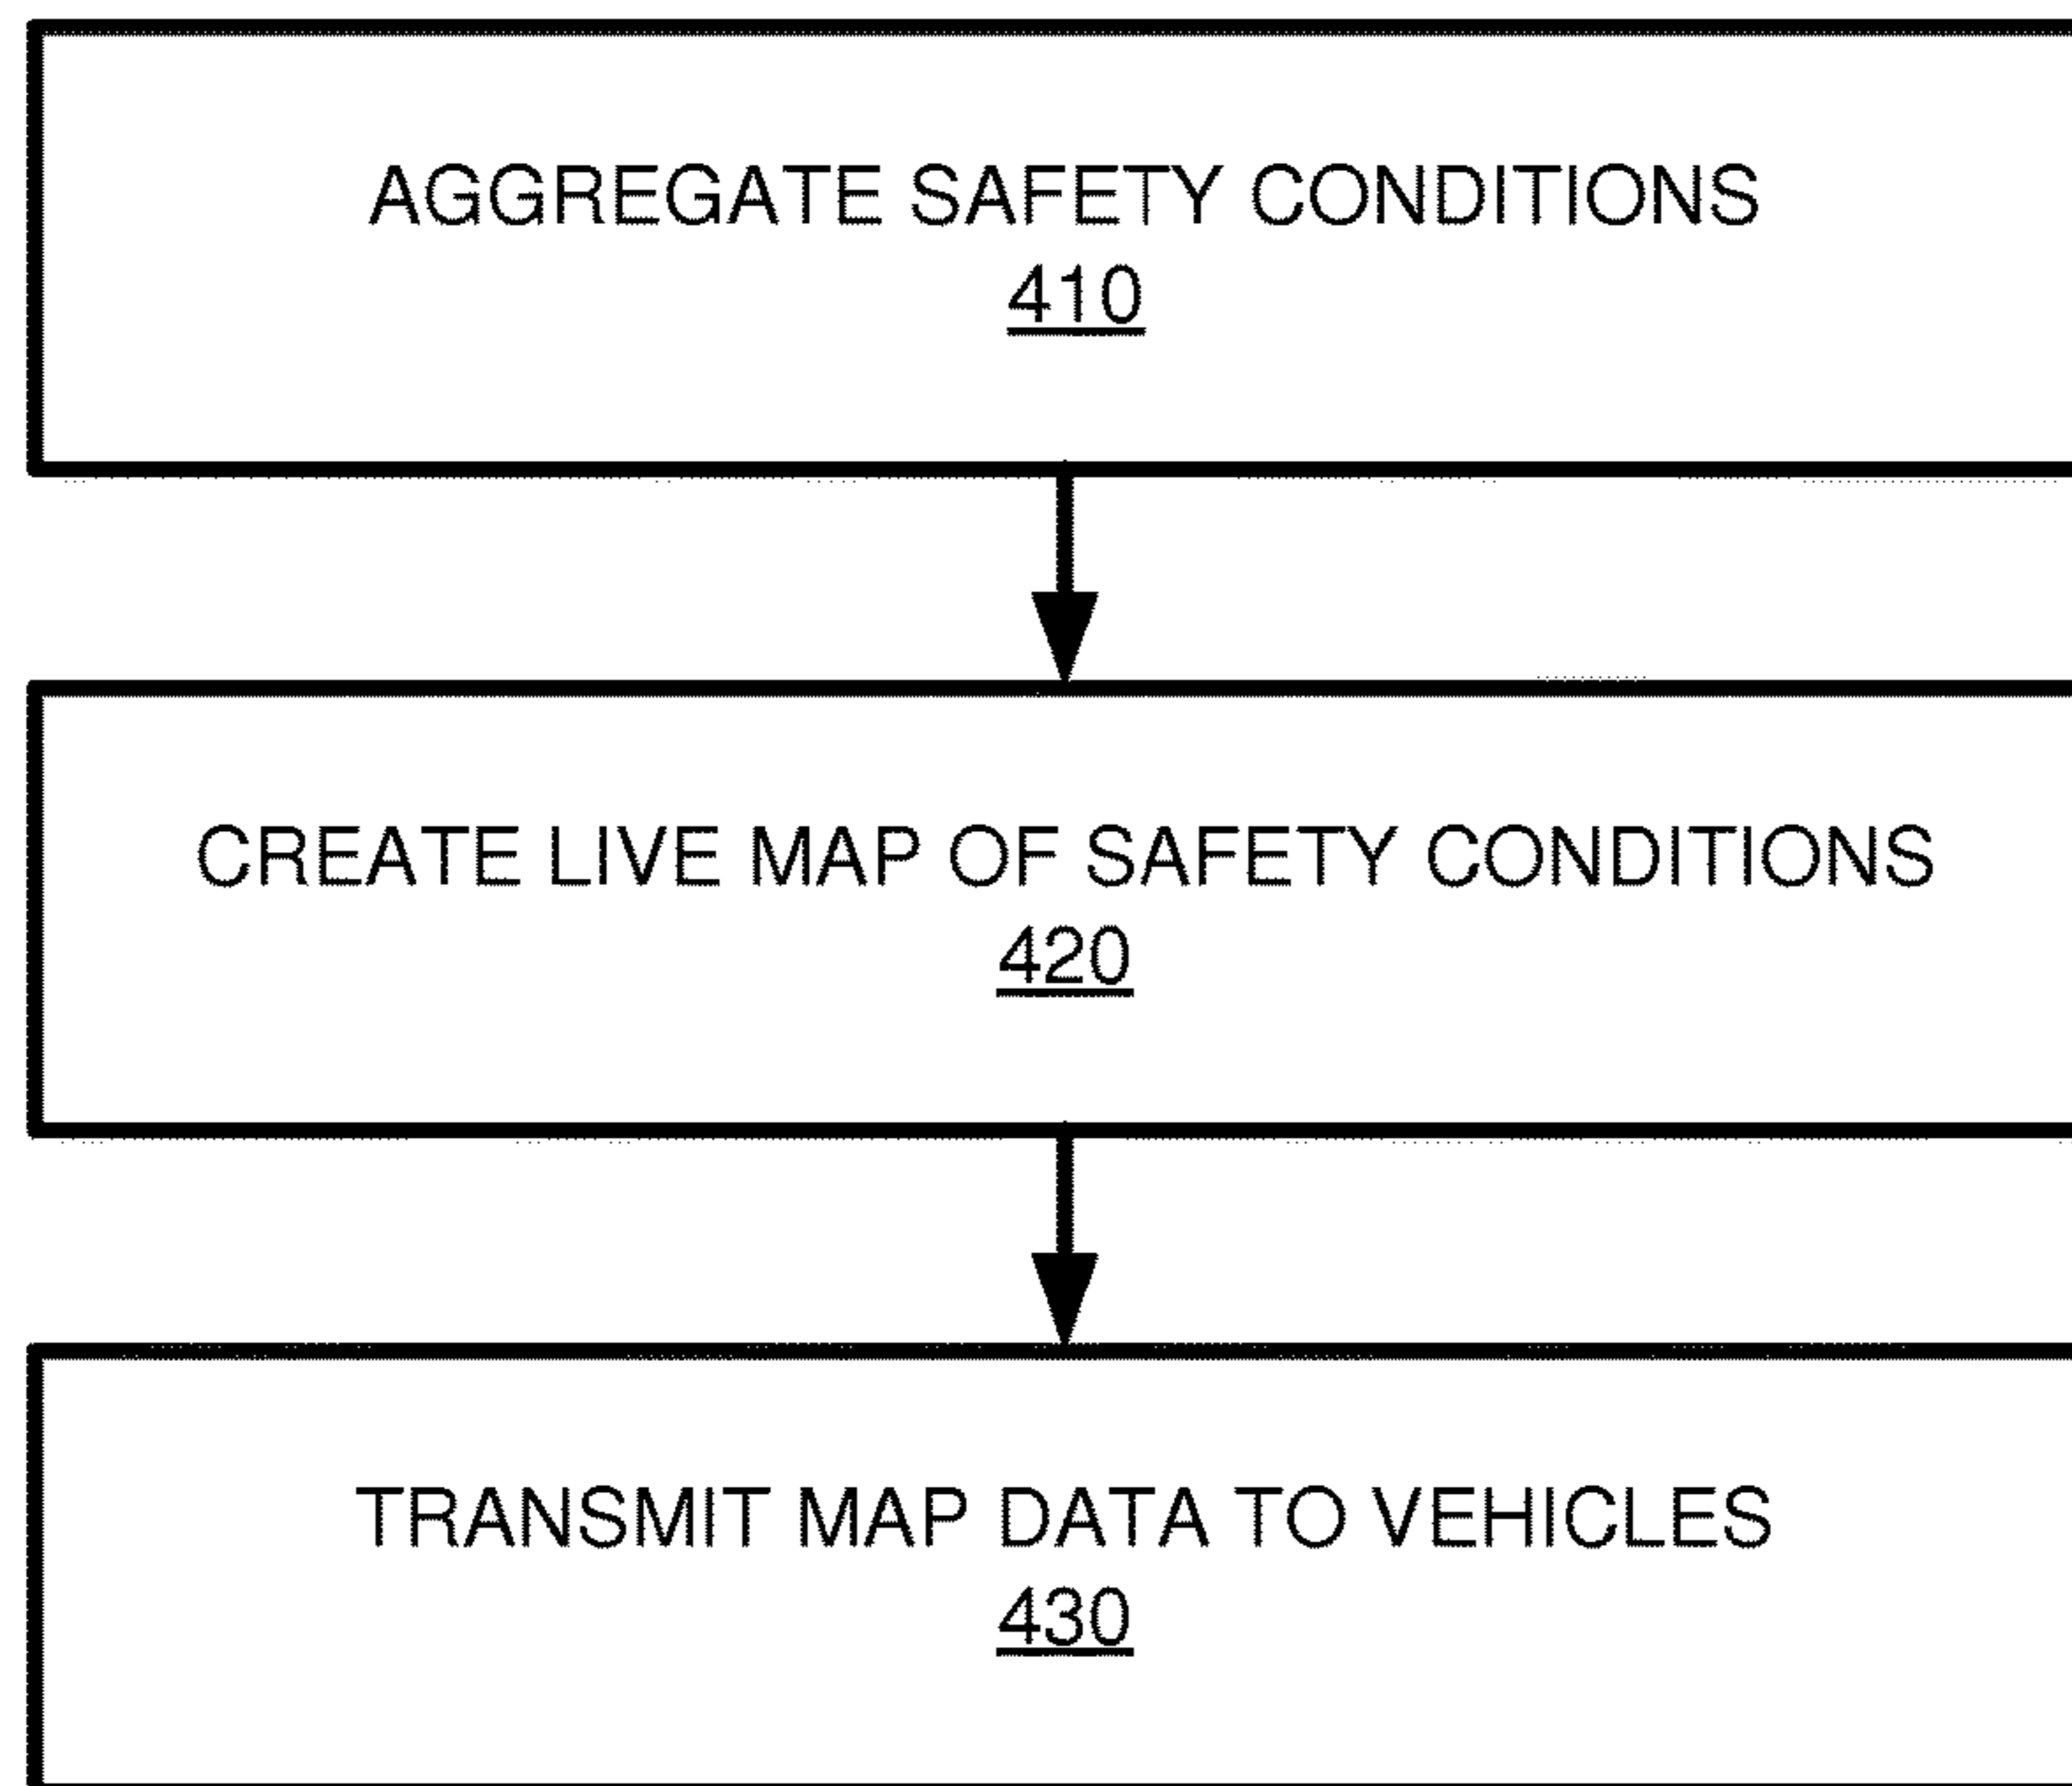 AGGREGATE SAFETY CONDITIONS
410
CREATE LIVE MAP OF SAFETY CONDITIONS
420
TRANSMIT MAP DATA TO VEHICLES
430